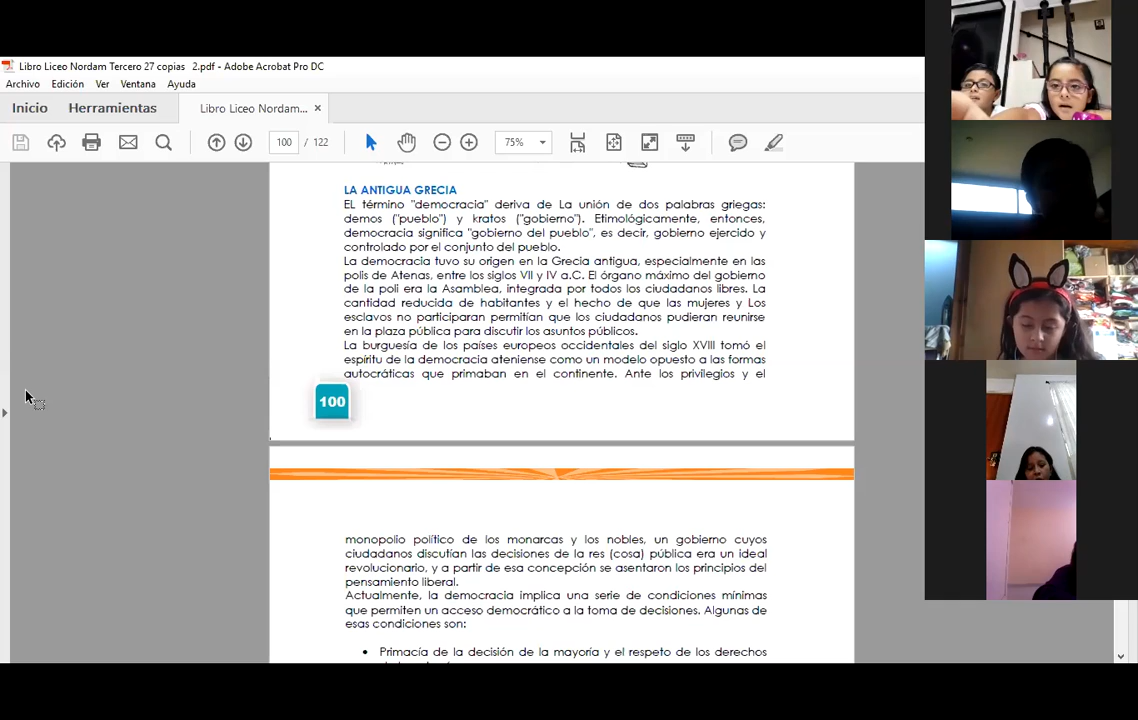 Libro Liceo Nordam Tercero 27 copias 2.pdf - Adobe Acrobat Pro DC
Archivo Edición Ver Ventana Ayuda
Inicio Herramientas Libro Liceo Nordam... ×
100 / 122 75%
LA ANTIGUA GRECIA
EL término "democracia" deriva de La unión de dos palabras griegas:
demos ("pueblo") y kratos ("gobierno"). Etimológicamente, entonces,
democracia significa "gobierno del pueblo", es decir, gobierno ejercido y
controlado por el conjunto del pueblo.
La democracia tuvo su origen en la Grecia antigua, especialmente en las
polis de Atenas, entre los siglos VII y IV a.C. El órgano máximo del gobierno
de la poli era la Asamblea, integrada por todos los ciudadanos libres. La
cantidad reducida de habitantes y el hecho de que las mujeres y Los
esclavos no participaran permitían que los ciudadanos pudieran reunirse
en la plaza pública para discutir los asuntos públicos.
La burguesía de los países europeos occidentales del siglo XVIII tomó el
espíritu de la democracia ateniense como un modelo opuesto a las formas
autocráticas que primaban en el continente. Ante los privilegios y el
100
monopolio político de los monarcas y los nobles, un gobierno cuyos
ciudadanos discutían las decisiones de la res (cosa) pública era un ideal
revolucionario, y a partir de esa concepción se asentaron los principios del
pensamiento liberal.
Actualmente, la democracia implica una serie de condiciones mínimas
que permiten un acceso democrático a la toma de decisiones. Algunas de
esas condiciones son:
• Primacía de la decisión de la mayoría y el respeto de los derechos